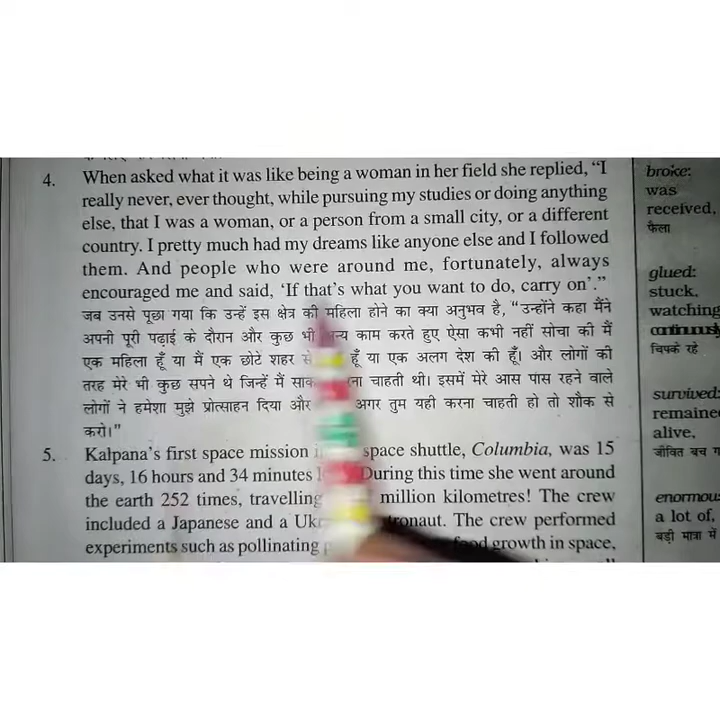 4. When asked what it was like being a woman in her field she replied, “I
really never, ever thought, while pursuing my studies or doing anything
else, that I was a woman, or a person from a small city, or a different
country. I pretty much had my dreams like anyone else and I followed
them. And people who were around me, fortunately, always
encouraged me and said, ‘If that’s what you want to do, carry on’.”
जब उनसे पूछा गया कि उन्हें इस क्षेत्र की महिला होने का क्या अनुभव है, “उन्होंने कहा मैंने
अपनी पूरी पढ़ाई के दौरान और कुछ भी अन्य काम करते हुए ऐसा कभी नहीं सोचा की मैं
एक महिला हूँ या मैं एक छोटे शहर से हूँ या एक अलग देश की हूँ। और लोगों की
तरह मेरे भी कुछ सपने थे जिन्हें मैं चाहती थी। इसमें मेरे आस पास रहने वाले
लोगों ने हमेशा मुझे प्रोत्साहन दिया और अगर तुम यही करना चाहती हो तो शौक से
करो।"
5. Kalpana’s first space mission space shuttle, Columbia, was 15
days, 16 hours and 34 minutes During this time she went around
the earth 252 times, travelling million kilometres! The crew
included a Japanese and a The crew performed
experiments such as pollinating food growth in space,
broke:
was
received,
फैला
glued:
stuck,
watching
continuously
चिपके रहे
survived:
remained
alive,
जीवित बच
enormous
a lot of,
बड़ी मात्रा में